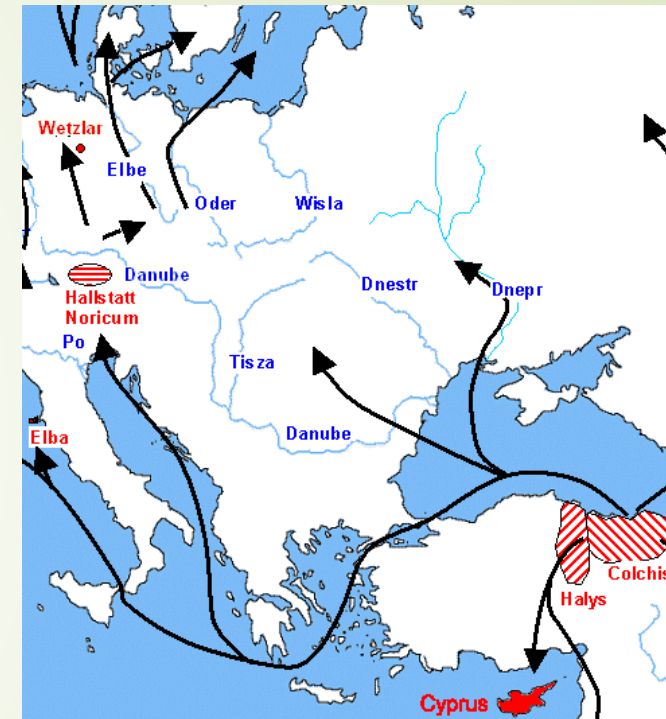 Wetzlar
Elbe
Oder
Wisla
Danube
Hallstatt
Noricum
Dnestr
Dnepr
Po
Tisza
Elba
Danube
Colchis
Halys
Cyprus